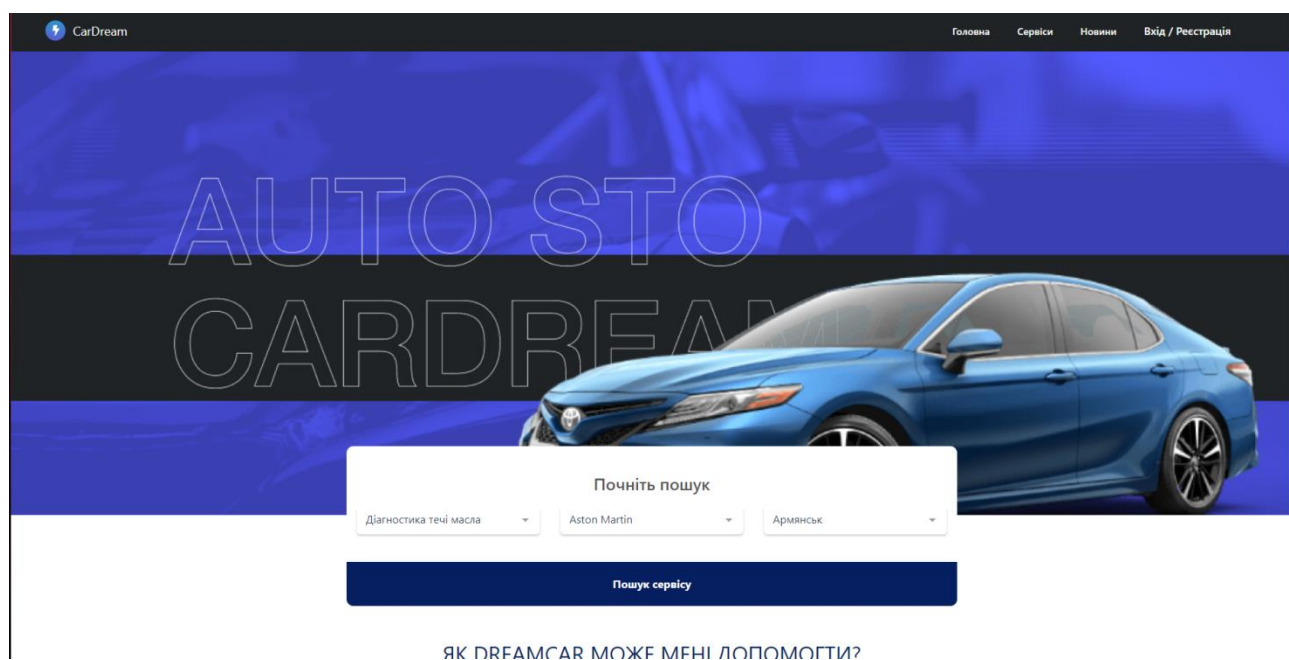 CarDream
Головна Сервіси Новини Вхід / Реєстрація
AUTO STO
CARDREAM
Почніть пошук
Діагностика течі масла Aston Martin Армянськ
Пошук сервісу
ЯК DREAMCAR МОЖЕ МЕНІ ДОПОМОГТИ?